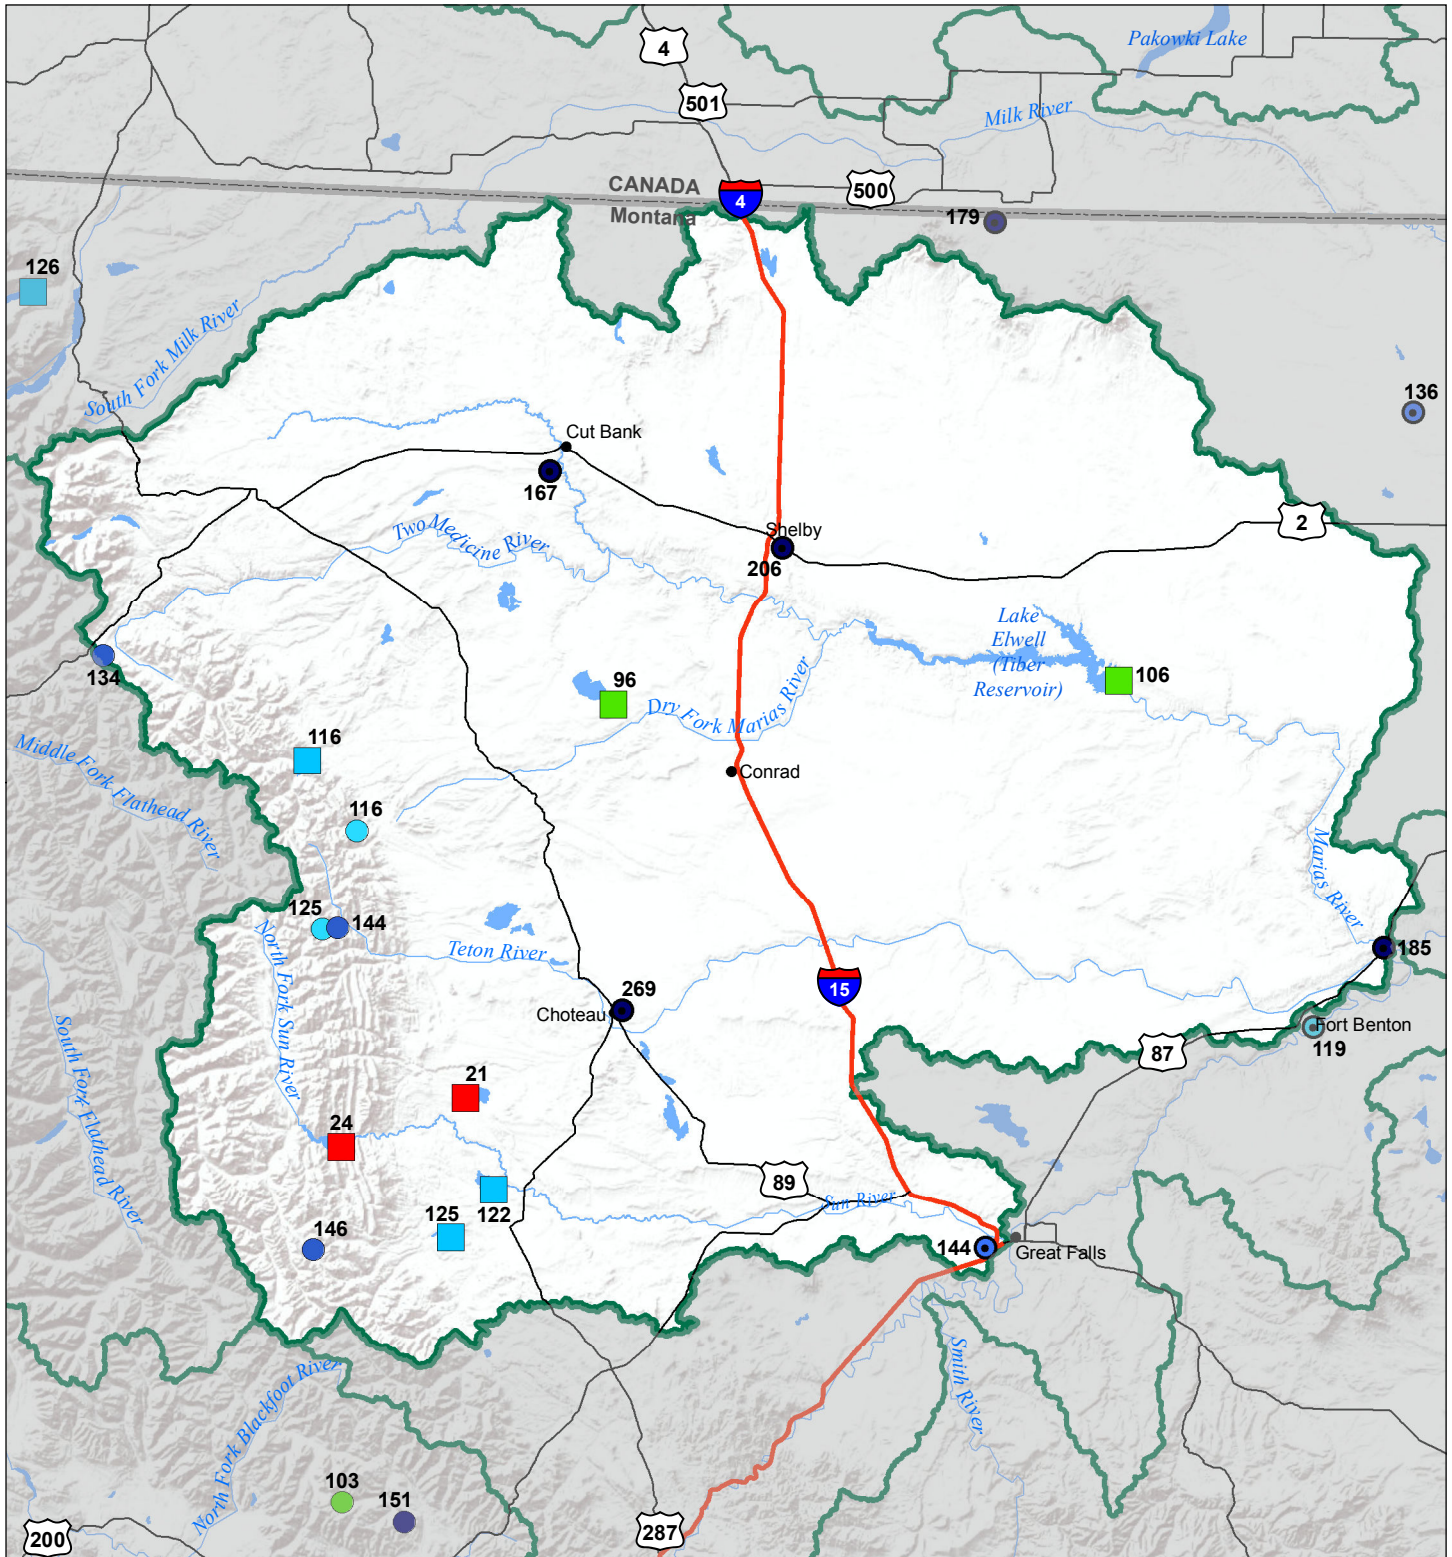 Pakowki Lake
4
501
Milk River
CANADA
Montana
4
500
179
126
South Fork Milk River
136
Cut Bank
167
Two Medicine River
Shelby
206
2
Lake
Elwell
(Tiber
Reservoir)
134
96
106
Dry Fork Marias River
116
Middle Fork Flathead River
Conrad
116
Marias River
125
144
North Fork Sun River
Teton River
185
269
15
Choteau
Fort Benton
119
87
South Fork Flathead River
21
24
89
Sun River
122
125
146
144
Great Falls
Smith River
North Fork Blackfoot River
103
151
200
287